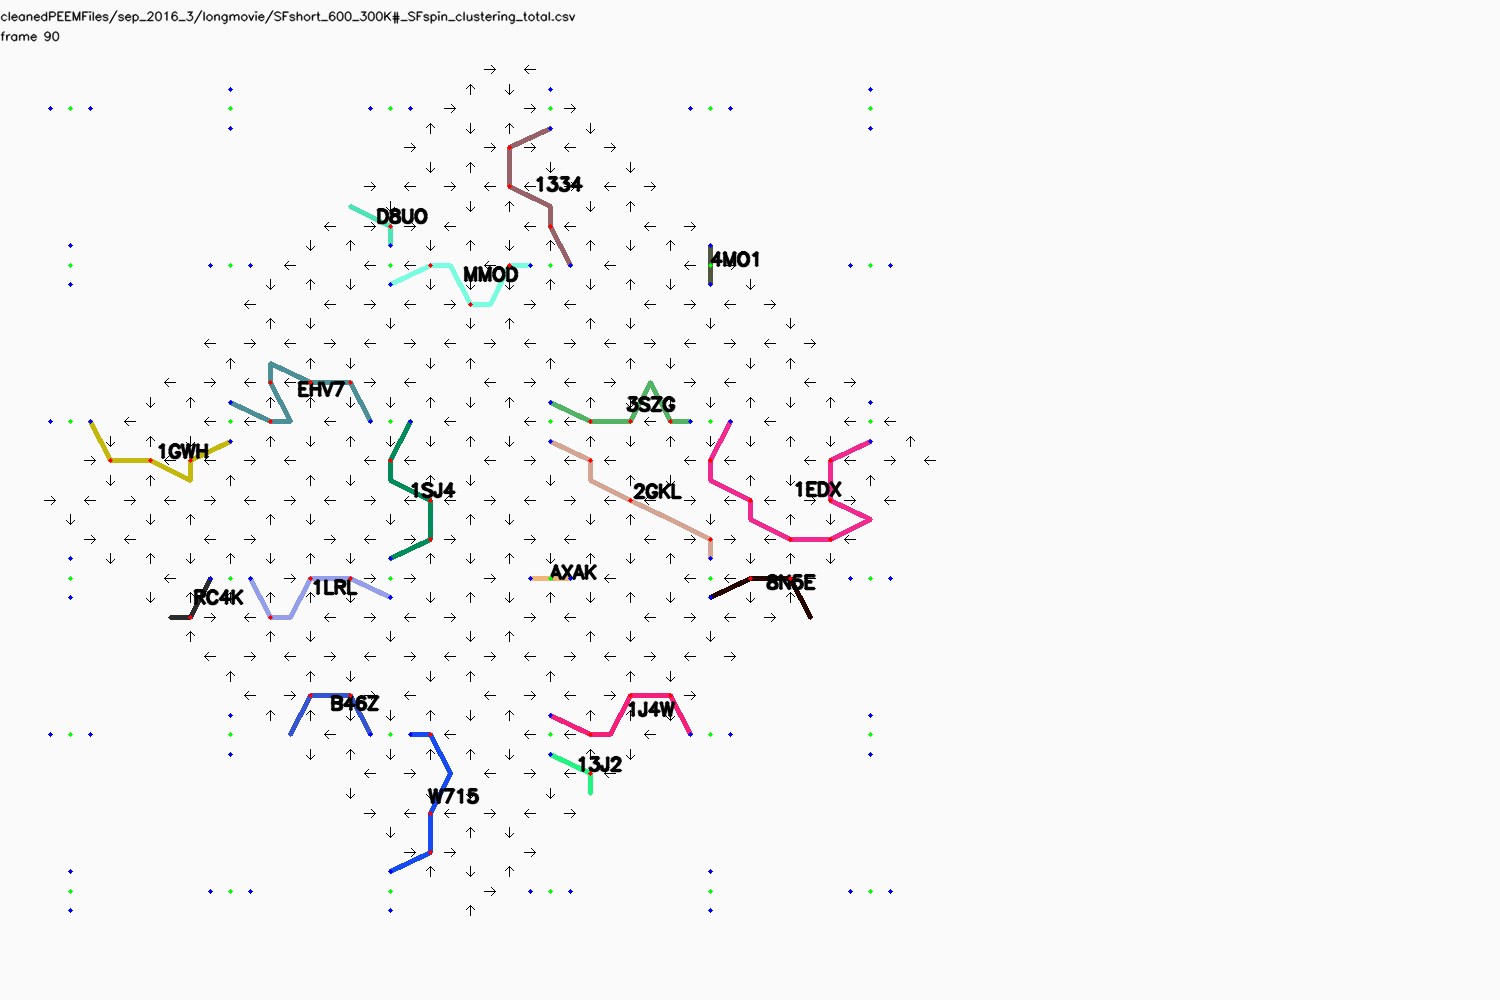 cleanedPEEMFiles/sep_2016_3/longmovie/SFshort_600_300K#_SFspin_clustering_total.csv
frame 90
1334
D8UO
4MO1
MMOD
EHV7
3SZG
1GWH
1SJ4
2GKL
1EDX
AXAK
8N5E
1LRL
RC4K
B46Z
1J4W
13J2
W715